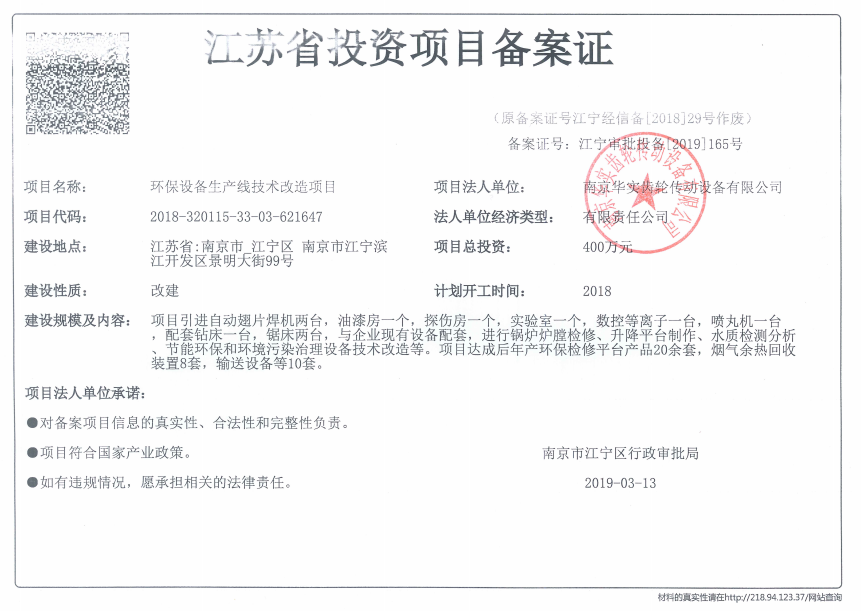 江苏省投资项目备案证
（原备案证号江宁经信备[2018]29号作废）
备案证号：江宁审批投备[2019]165号
项目名称： 环保设备生产线技术改造项目 项目法人单位： 南京华实齿轮传动设备有限公司
项目代码： 2018-320115-33-03-621647 法人单位经济类型： 有限责任公司
建设地点： 江苏省:南京市_江宁区 南京市江宁滨 项目总投资： 400万元
江开发区景明大街99号
建设性质： 改建 计划开工时间： 2018
建设规模及内容： 项目引进自动翅片焊机两台，油漆房一个，探伤房一个，实验室一个，数控等离子一台，喷丸机一台
，配套钻床一台，锯床两台，与企业现有设备配套，进行锅炉炉膛检修、升降平台制作、水质检测分析
、节能环保和环境污染治理设备技术改造等。项目达成后年产环保检修平台产品20余套，烟气余热回收
装置8套，输送设备等10套。
项目法人单位承诺：
●对备案项目信息的真实性、合法性和完整性负责。
●项目符合国家产业政策。 南京市江宁区行政审批局
●如有违规情况，愿承担相关的法律责任。 2019-03-13
材料的真实性请在http://218.94.123.37/网站查询
南京华实齿轮传动设备有限公司